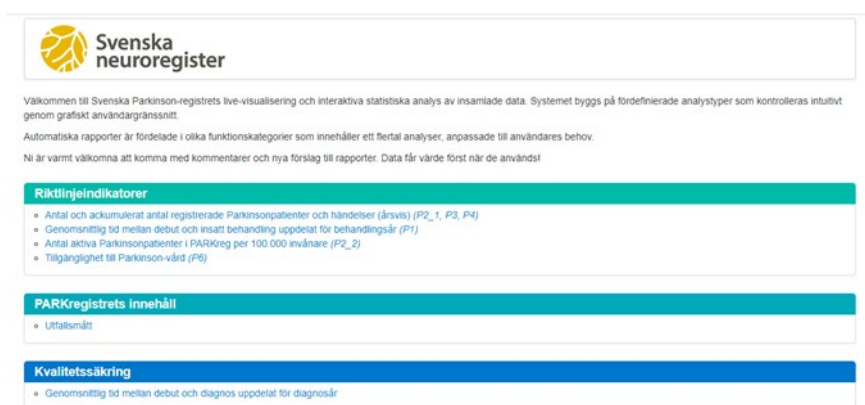 Svenska
neuroregister
Välkommen till Svenska Parkinson-registrets live-visualisering och interaktiva statistiska analys av insamlade data. Systemet byggs på fördefinierade analystyper som kontrolleras intuitivt
genom grafiskt användargränssnitt.
Automatiska rapporter är fördelade i olika funktionskategorier som innehåller ett flertal analyser, anpassade till användares behov.
Ni är varmt välkomna att komma med kommentarer och nya förslag till rapporter. Data får värde först när de används!
Riktlinjeindikatorer
Antal och ackumulerat antal registrerade Parkinsonpatienter och händelser (årsvis) (P2_1, P3, P4)
Genomsnittlig tid mellan debut och insatt behandling uppdelat för behandlingsår (P1)
Antal aktiva Parkinsonpatienter i PARKreg per 100.000 invånare (P2_2)
Tillgänglighet till Parkinson-vård (P6)
PARKregistrets innehåll
Utfallsmått
Kvalitetssäkring
Genomsnittlig tid mellan debut och diagnos uppdelat för diagnosår